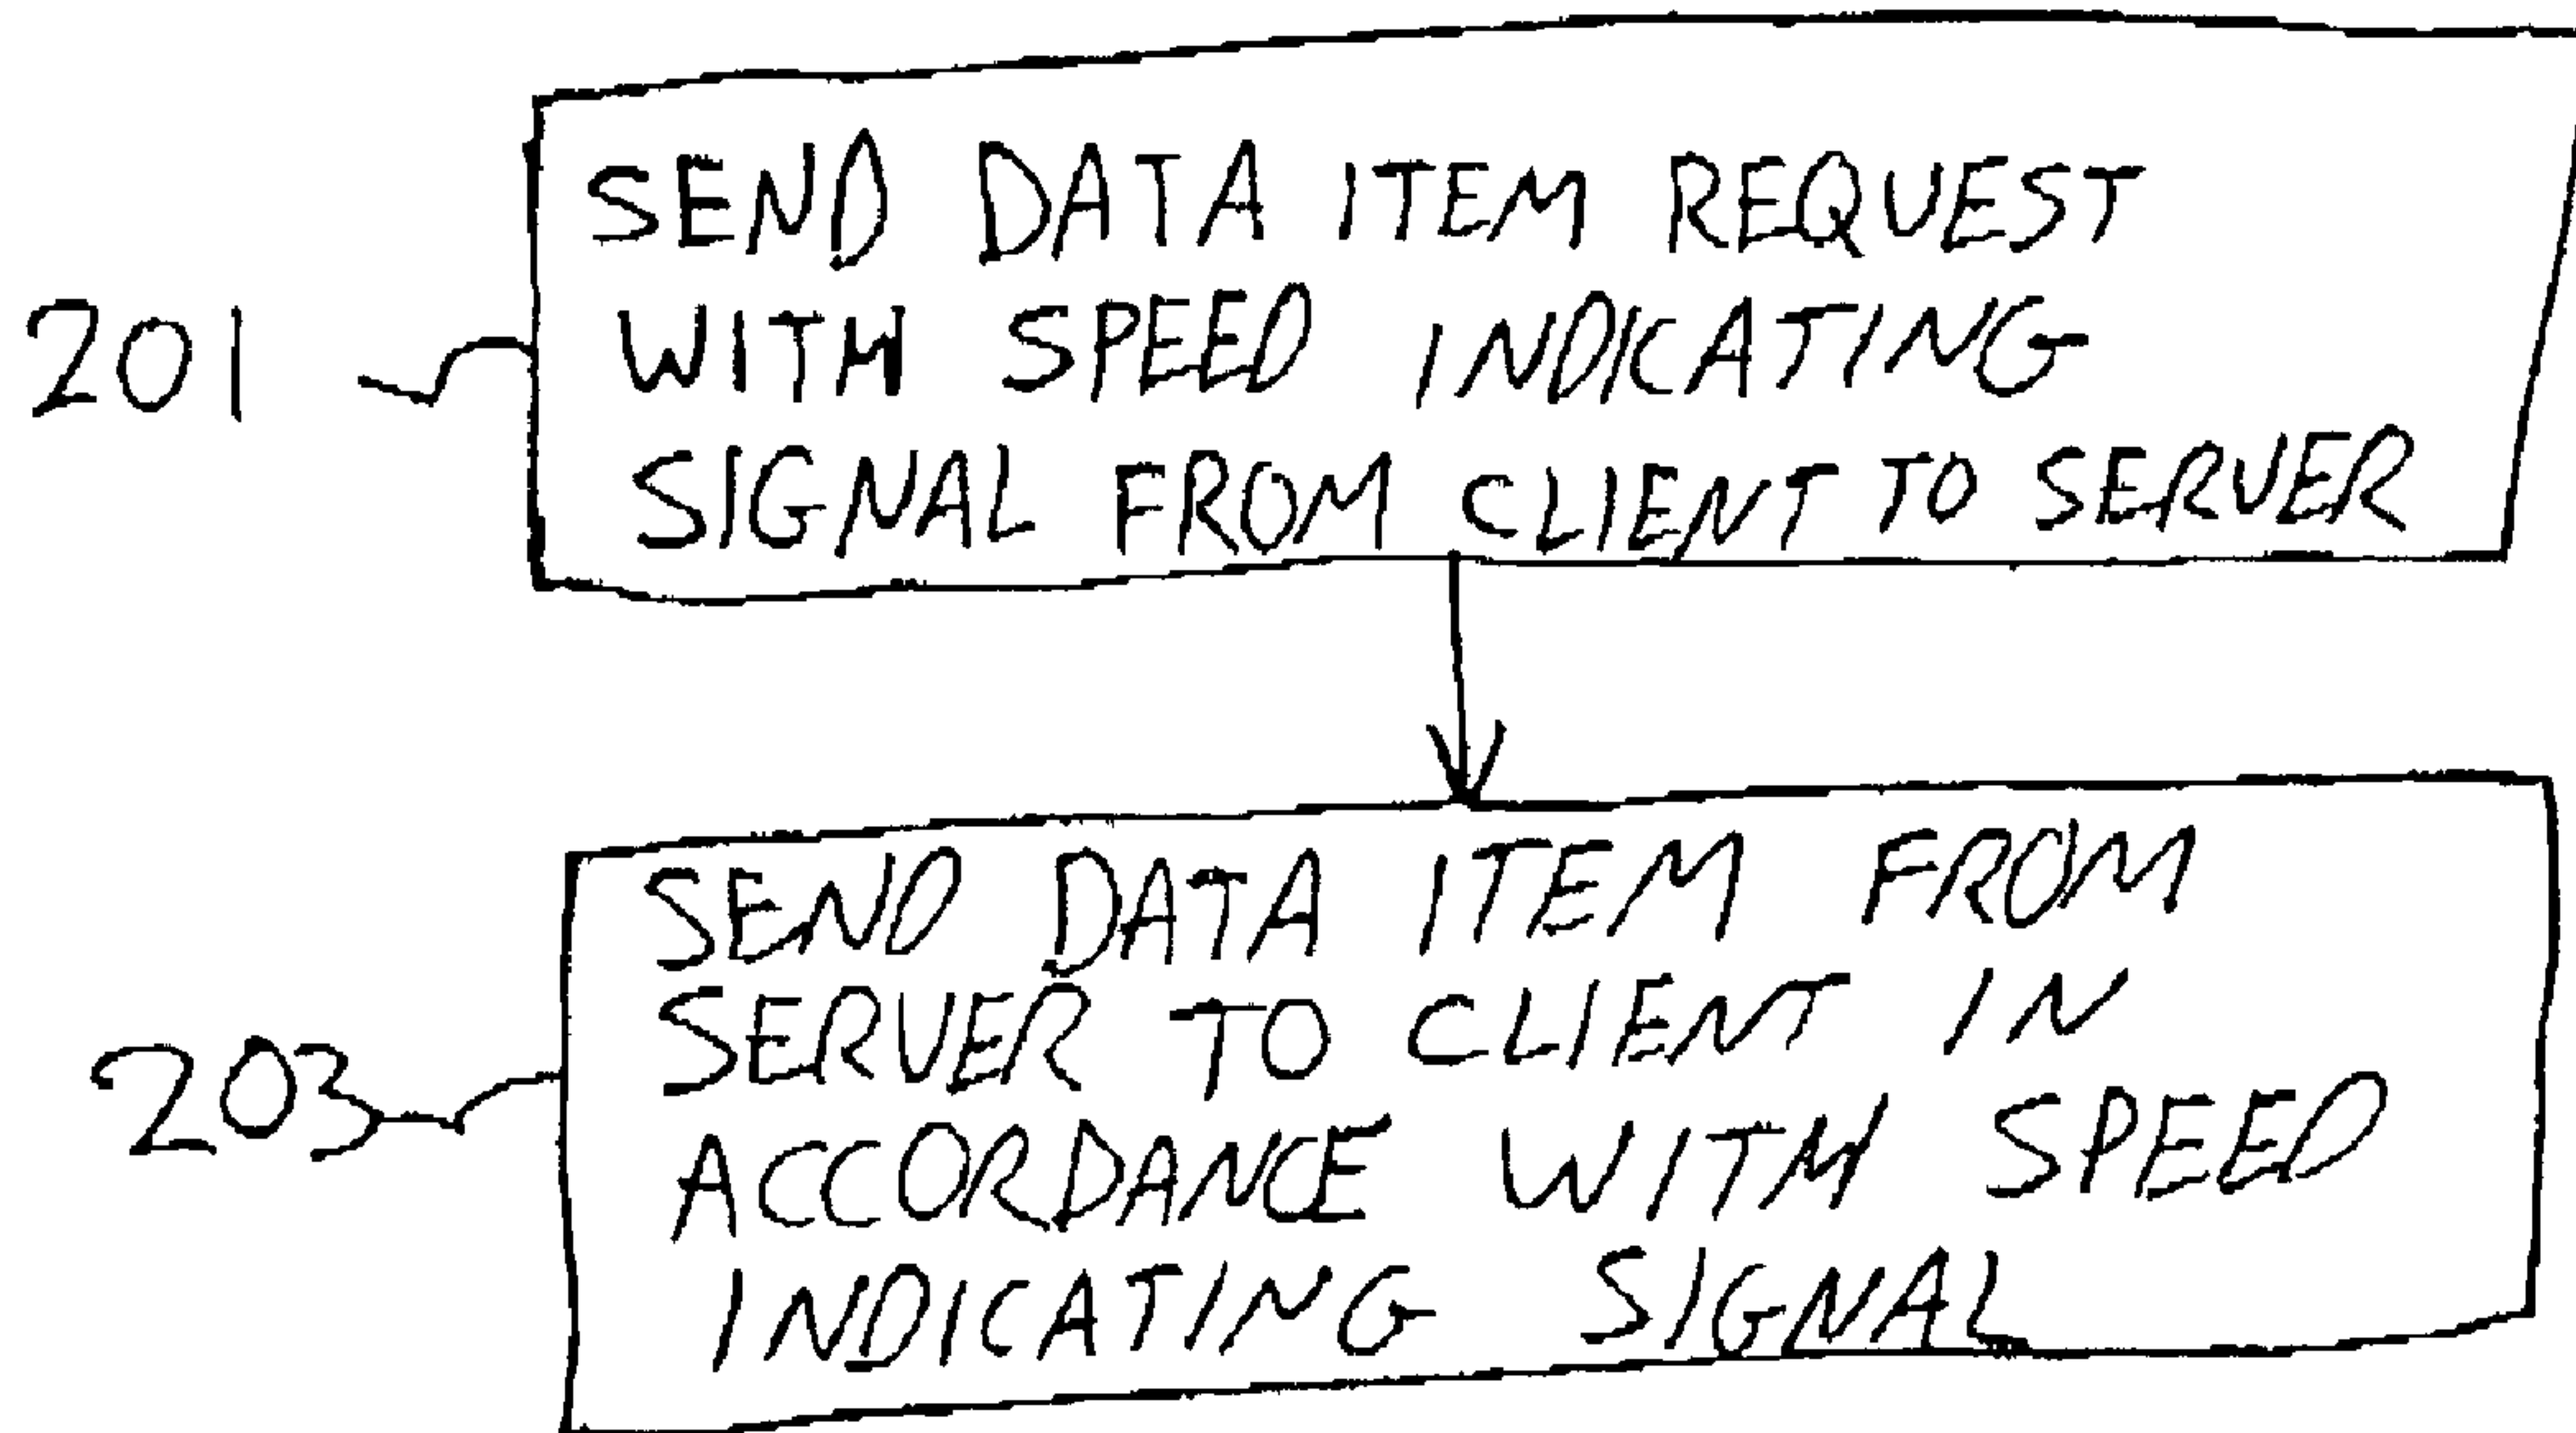 SEND DATA ITEM REQUEST
WITH SPEED INDICATING
SIGNAL FROM CLIENT TO SERVER
201
SEND DATA ITEM FROM
SERVER TO CLIENT IN
ACCORDANCE WITH SPEED
INDICATING SIGNAL
203